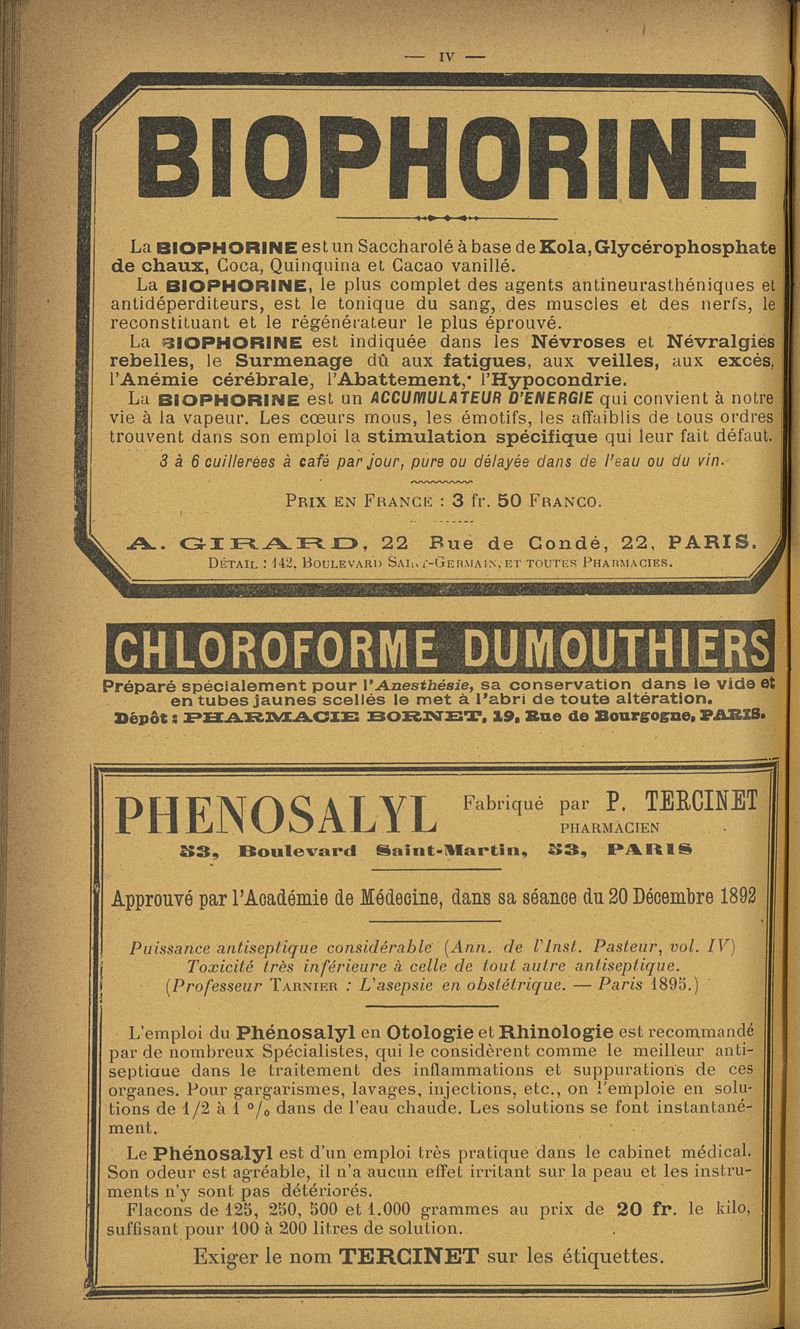 — IV —
BIOPHORINE
La BIOPHORINE est un Saccharolé à base de Kola, Glycérophosphate
de chaux, Coca, Quinquina et Cacao vanillé.
La BIOPHORINE, le plus complet des agents antineurasthéniques et
antidéperditeurs, est le tonique du sang, des muscles et des nerfs, le
reconstituant et le régénérateur le plus éprouvé.
La BIOPHORINE est indiquée dans les Névroses et Névralgies
rebelles, le Surmenage dû aux fatigues, aux veilles, aux excès,
l'Anémie cérébrale, l'Abattement, l'Hypocondrie.
La BIOPHORINE est un ACCUMULATEUR D'ENERGIE qui convient à notre
vie à la vapeur. Les cœurs mous, les émotifs, les affaiblis de tous ordres
trouvent dans son emploi la stimulation spécifique qui leur fait défaut.
3 à 6 cuillerées à café par jour, pure ou délayée dans de l'eau ou du vin.
PRIX EN FRANCE : 3 fr. 50 FRANCO.
A. GIRARD, 22 Rue de Condé, 22, PARIS.
DÉTAIL : 142, BOULEVARD SAINT-GERMAIN, ET TOUTES PHARMACIES.
CHLOROFORME DUMOUTHIERS
Préparé spécialement pour l'Anesthésie, sa conservation dans le vide et
en tubes jaunes scellés le met à l'abri de toute altération.
Dépôt : PHARMACIE BORNET, 19, Rue de Bourgogne, PARIS.
PHENOSALYL Fabriqué par P. TERCINET
PHARMACIEN
53, Boulevard Saint-Martin, 53, PARIS
Approuvé par l'Académie de Médecine, dans sa séance du 20 Décembre 1892
Puissance antiseptique considérable (Ann. de l'Inst. Pasteur, vol. IV)
Toxicité très inférieure à celle de tout autre antiseptique.
(Professeur TARNIER : L'asepsie en obstétrique. — Paris 1895.)
L'emploi du Phénosalyl en Otologie et Rhinologie est recommandé
par de nombreux Spécialistes, qui le considèrent comme le meilleur anti-
septique dans le traitement des inflammations et suppurations de ces
organes. Pour gargarismes, lavages, injections, etc., on l'emploie en solu-
tions de 1/2 à 1 °/o dans de l'eau chaude. Les solutions se font instantané-
ment.
Le Phénosalyl est d'un emploi très pratique dans le cabinet médical.
Son odeur est agréable, il n'a aucun effet irritant sur la peau et les instru-
ments n'y sont pas détériorés.
Flacons de 125, 250, 500 et 1.000 grammes au prix de 20 fr. le kilo,
suffisant pour 100 à 200 litres de solution.
Exiger le nom TERCINET sur les étiquettes.